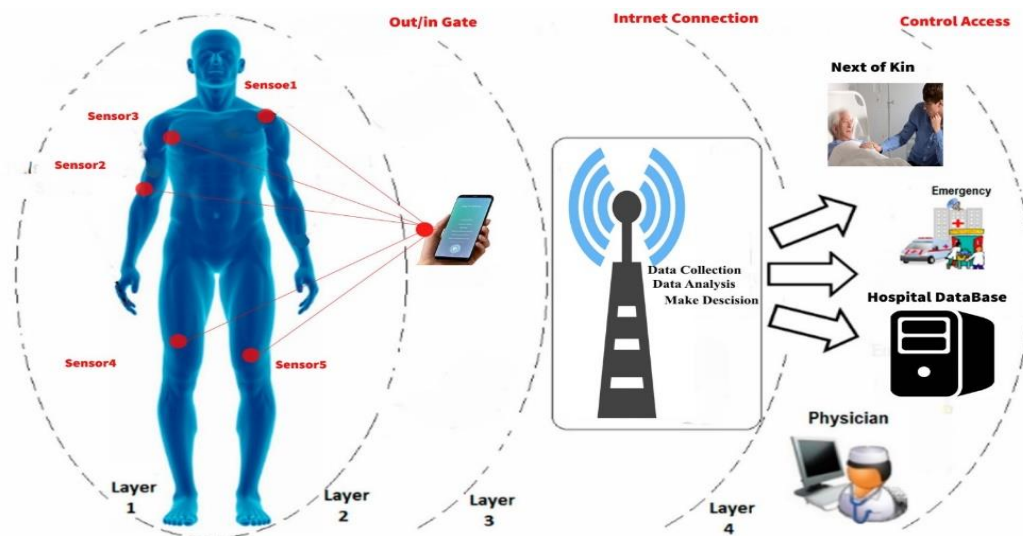 Out/in Gate
Intrnet Connection
Control Access
Next of Kin
Sensoe1
Sensor3
Sensor2
Emergency
Data Collection
Data Analysis
Make Descision
Hospital DataBase
Sensor4
Sensor5
Physician
Layer
1
Layer
2
Layer
3
Layer
4